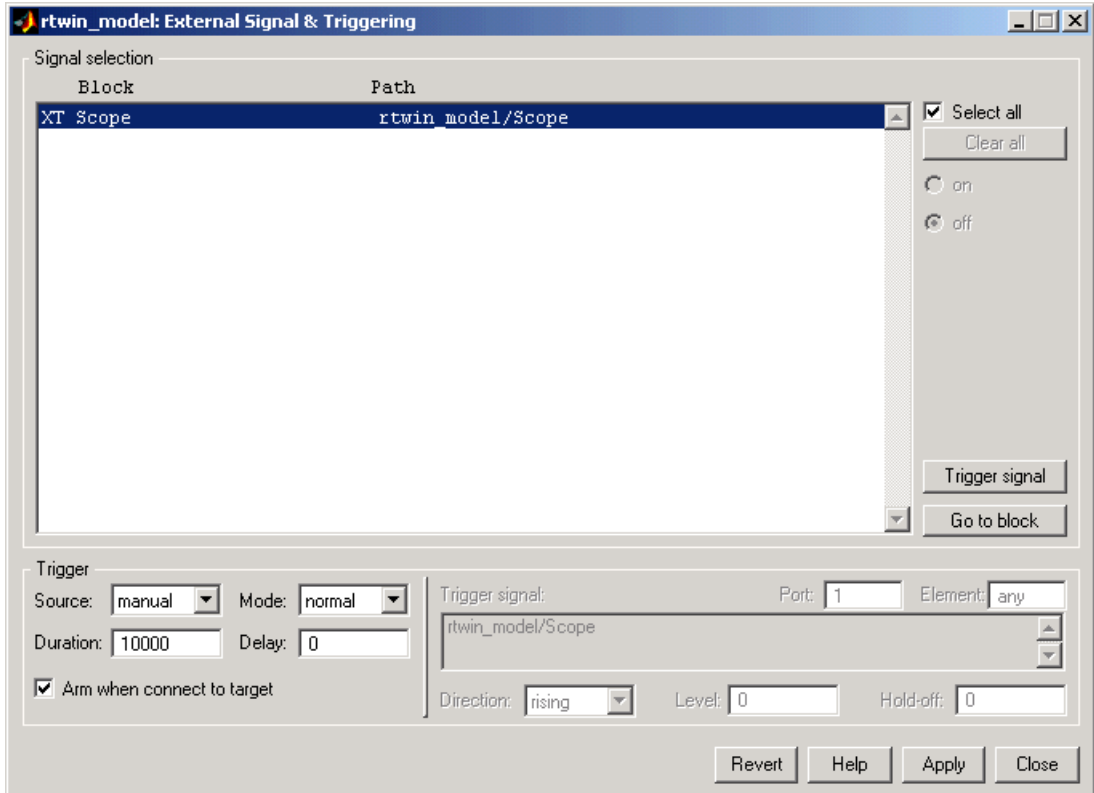 rtwin_model: External Signal & Triggering
Signal selection
Block Path
XT Scope rtwin_model/Scope
Select all
Clear all
on
off
Trigger signal
Go to block
Trigger
Source: manual Mode: normal
Duration: 10000 Delay: 0
Arm when connect to target
Trigger signal: Port: 1 Element: any
rtwin_model/Scope
Direction: rising Level: 0 Hold-off: 0
Revert Help Apply Close